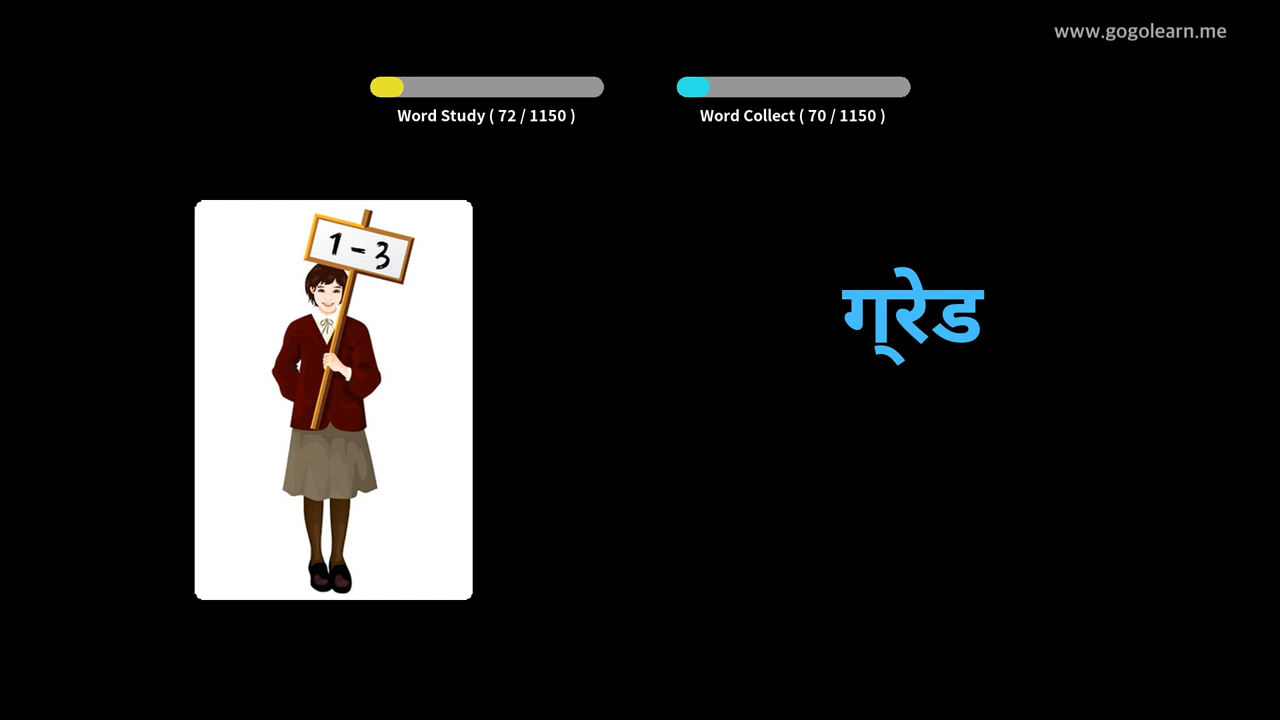 www.gogolearn.me
Word Study ( 72 / 1150 )
Word Collect ( 70 / 1150 )
1 - 3
ग्रेड